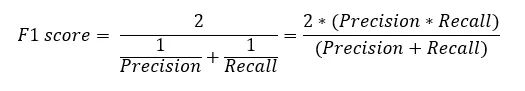 F1 score = 2 / (1/Precision + 1/Recall) = 2 * (Precision * Recall) / (Precision + Recall)